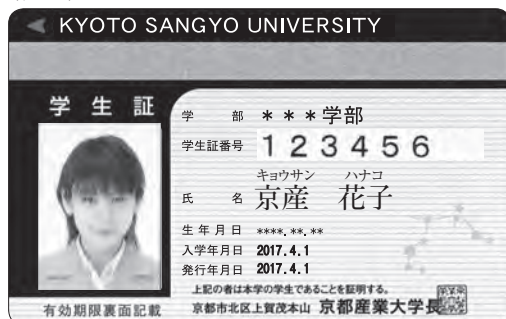 KYOTO SANGYO UNIVERSITY
学生証
学部 ***学部
学生証番号 123456
キョウサン ハナコ
氏名 京産 花子
生年月日 ****.**.**
入学年月日 2017.4.1
発行年月日 2017.4.1
上記の者は本学の学生であることを証明する。
有効期限裏面記載 京都市北区上賀茂本山 京都産業大学長